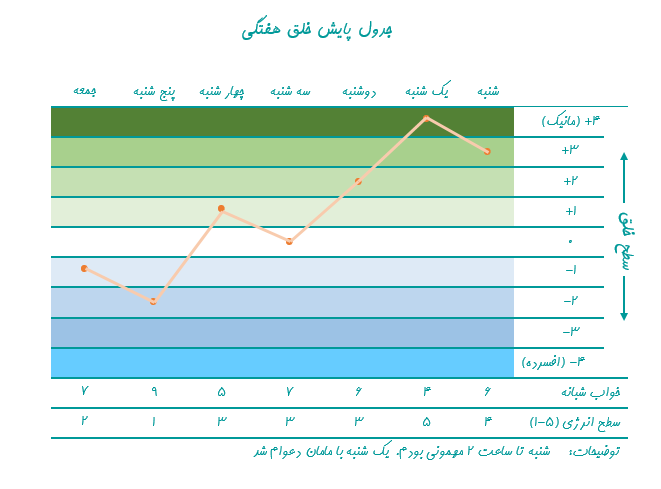 جدول پایش خلق هفتگی
شنبه یک شنبه دوشنبه سه شنبه چهار شنبه پنج شنبه جمعه
+۴ (مانیک)
+۳
+۲
+۱
۰
-۱
-۲
-۳
-۴ (افسرده)
سطح خلق
خواب شبانه ۶ ۴ ۶ ۷ ۵ ۹ ۷
سطح انرژی (۵-۱) ۴ ۵ ۳ ۳ ۳ ۱ ۲
توضیحات: شنبه تا ساعت ۲ مهمونی بودم. یک شنبه با مامان دعوام شد